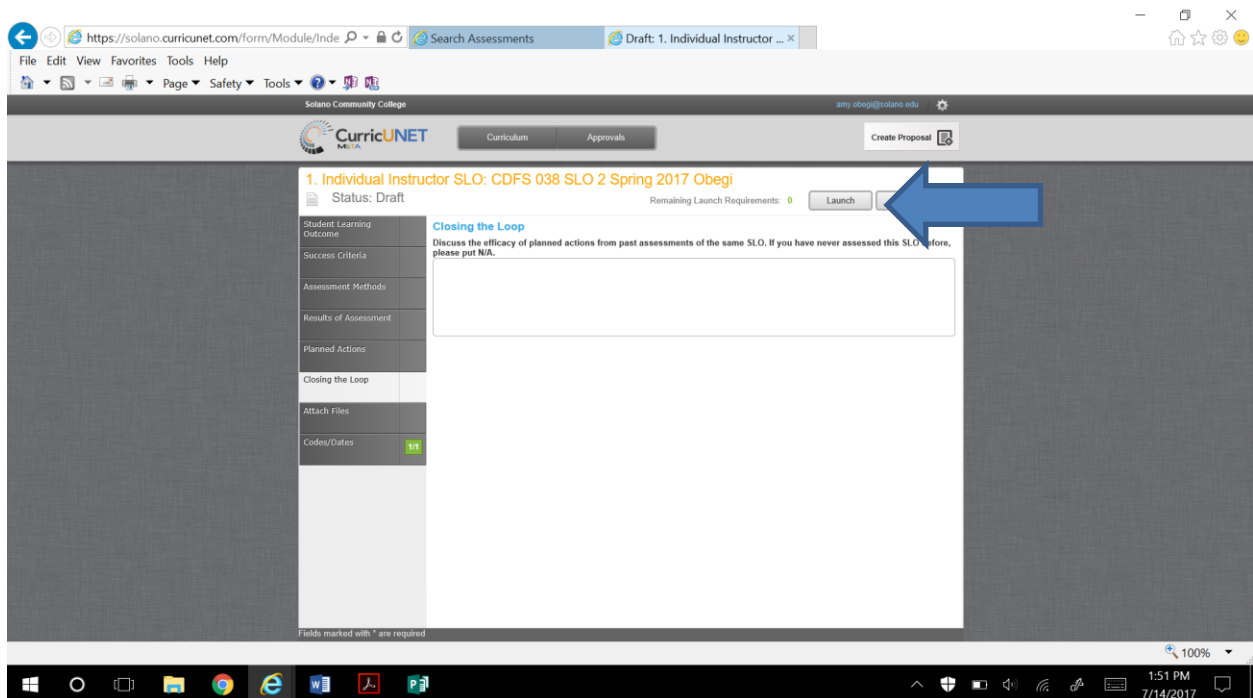 https://solano.curricunet.com/form/Module/Inde
Search Assessments
Draft: 1. Individual Instructor ...
File Edit View Favorites Tools Help
Page Safety Tools
Solano Community College
amy.obegi@solano.edu
CurricUNET
META
Curriculum
Approvals
Create Proposal
1. Individual Instructor SLO: CDFS 038 SLO 2 Spring 2017 Obegi
Status: Draft
Remaining Launch Requirements: 0
Launch
Student Learning
Outcome
Success Criteria
Assessment Methods
Results of Assessment
Planned Actions
Closing the Loop
Attach Files
Codes/Dates
1/1
Closing the Loop
Discuss the efficacy of planned actions from past assessments of the same SLO. If you have never assessed this SLO before,
please put N/A.
Fields marked with * are required
100%
1:51 PM
7/14/2017